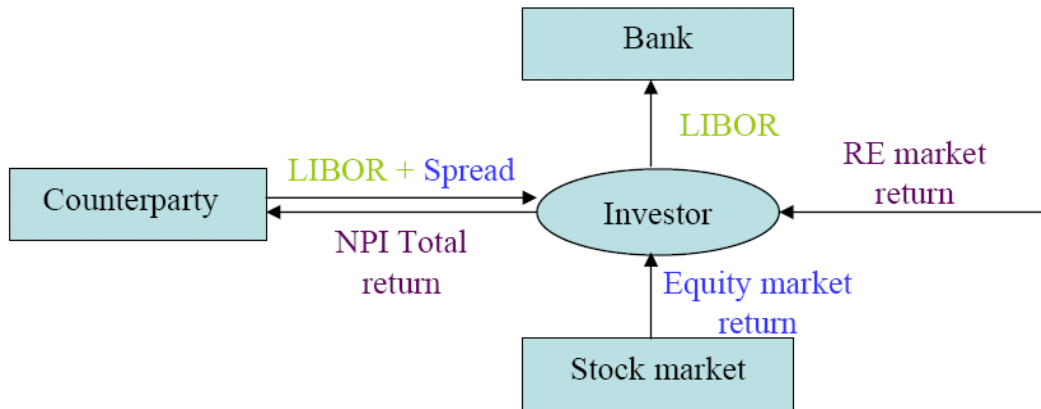 Bank
LIBOR
RE market
return
LIBOR + Spread
Counterparty
Investor
NPI Total
return
Equity market
return
Stock market